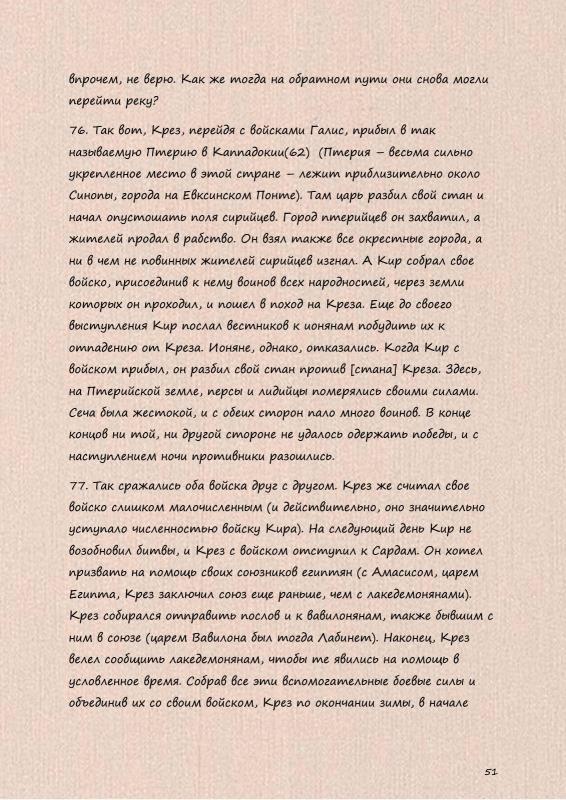 впрочем, не верю. Как же тогда на обратном пути они снова могли
перейти реку?
76. Так вот, Крез, перейдя с войсками Галис, прибыл в так
называемую Птерию в Каппадокии(62) (Птерия – весьма сильно
укрепленное место в этой стране – лежит приблизительно около
Синопы, города на Евксинском Понте). Там царь разбил свой стан и
начал опустошать поля сирийцев. Город птерийцев он захватил, а
жителей продал в рабство. Он взял также все окрестные города, а
ни в чем не повинных жителей сирийцев изгнал. А Кир собрал свое
войско, присоединив к нему воинов всех народностей, через земли
которых он проходил, и пошел в поход на Креза. Еще до своего
выступления Кир послал вестников к ионянам побудить их к
отпадению от Креза. Ионяне, однако, отказались. Когда Кир с
войском прибыл, он разбил свой стан против [стана] Креза. Здесь,
на Птерийской земле, персы и лидийцы померялись своими силами.
Сеча была жестокой, и с обеих сторон пало много воинов. В конце
концов ни той, ни другой стороне не удалось одержать победы, и с
наступлением ночи противники разошлись.
77. Так сражались оба войска друг с другом. Крез же считал свое
войско слишком малочисленным (и действительно, оно значительно
уступало численностью войску Кира). На следующий день Кир не
возобновил битвы, и Крез с войском отступил к Сардам. Он хотел
призвать на помощь своих союзников египтян (с Амасисом, царем
Египта, Крез заключил союз еще раньше, чем с лакедемонянами).
Крез собирался отправить послов и к вавилонянам, также бывшим с
ним в союзе (царем Вавилона был тогда Лабинет). Наконец, Крез
велел сообщить лакедемонянам, чтобы те явились на помощь в
условленное время. Собрав все эти вспомогательные боевые силы и
объединив их со своим войском, Крез по окончании зимы, в начале
51